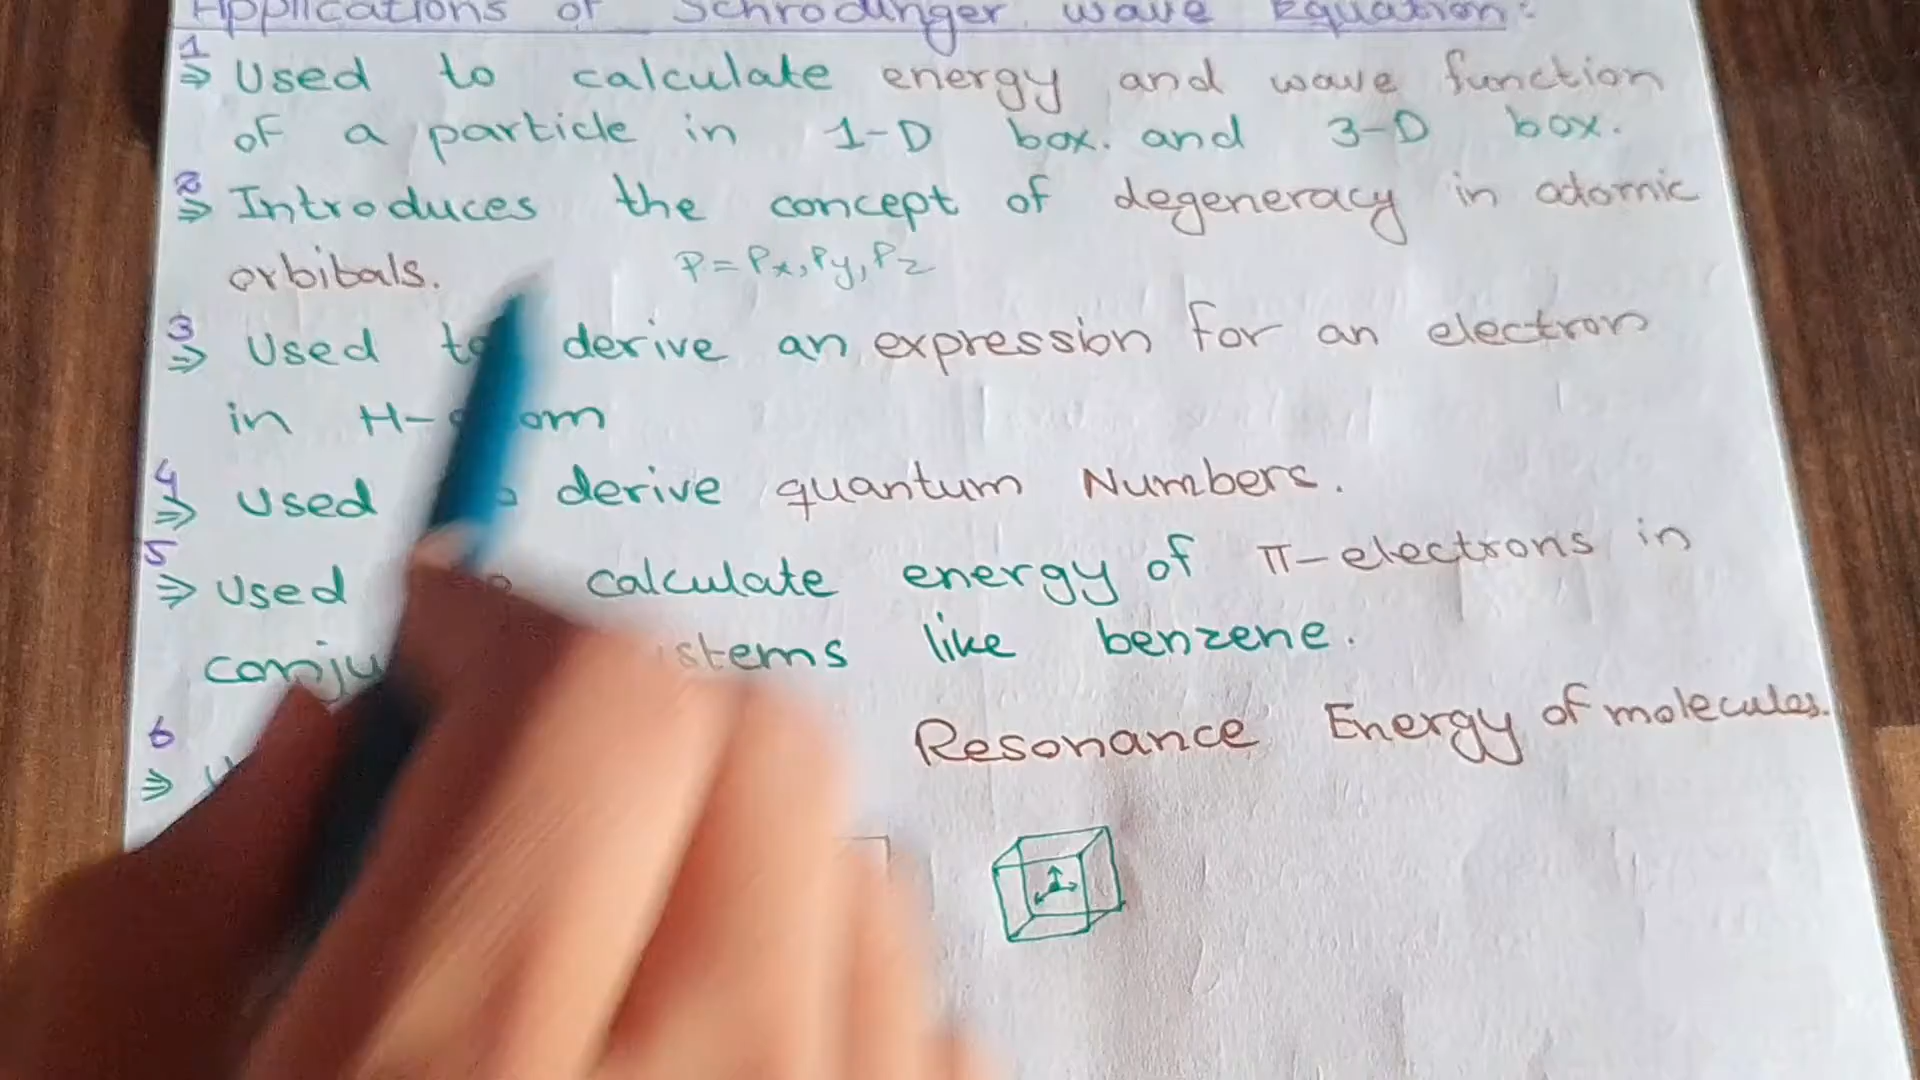 Applications of Schrodinger wave Equation:
1
⇒ Used to calculate energy and wave function
of a particle in 1-D box. and 3-D box.
2
⇒ Introduces the concept of degeneracy in atomic
orbitals. P=Px,Py,Pz
3
⇒ Used to derive an expression for an electron
in H-atom
4
⇒ Used derive quantum Numbers.
5
⇒ Used calculate energy of π-electrons in
like benzene.
6
⇒ Resonance Energy of molecules.